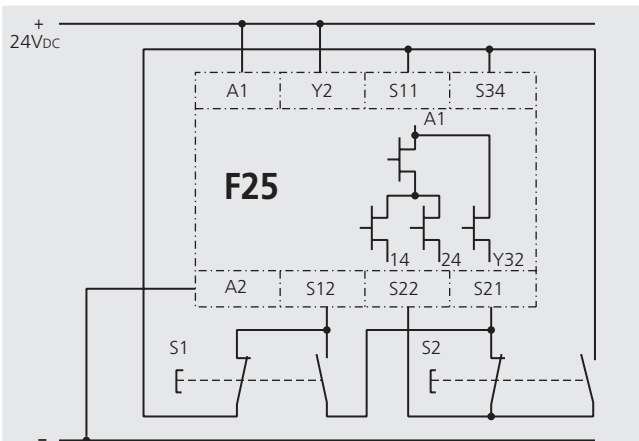 +
24VDC
A1 Y2 S11 S34
A1
F25
14 24 Y32
A2 S12 S22 S21
S1 S2
–